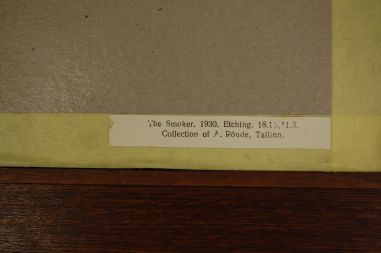 The Smoker. 1930. Etching.
Collection of A. Roude, Tallinn.